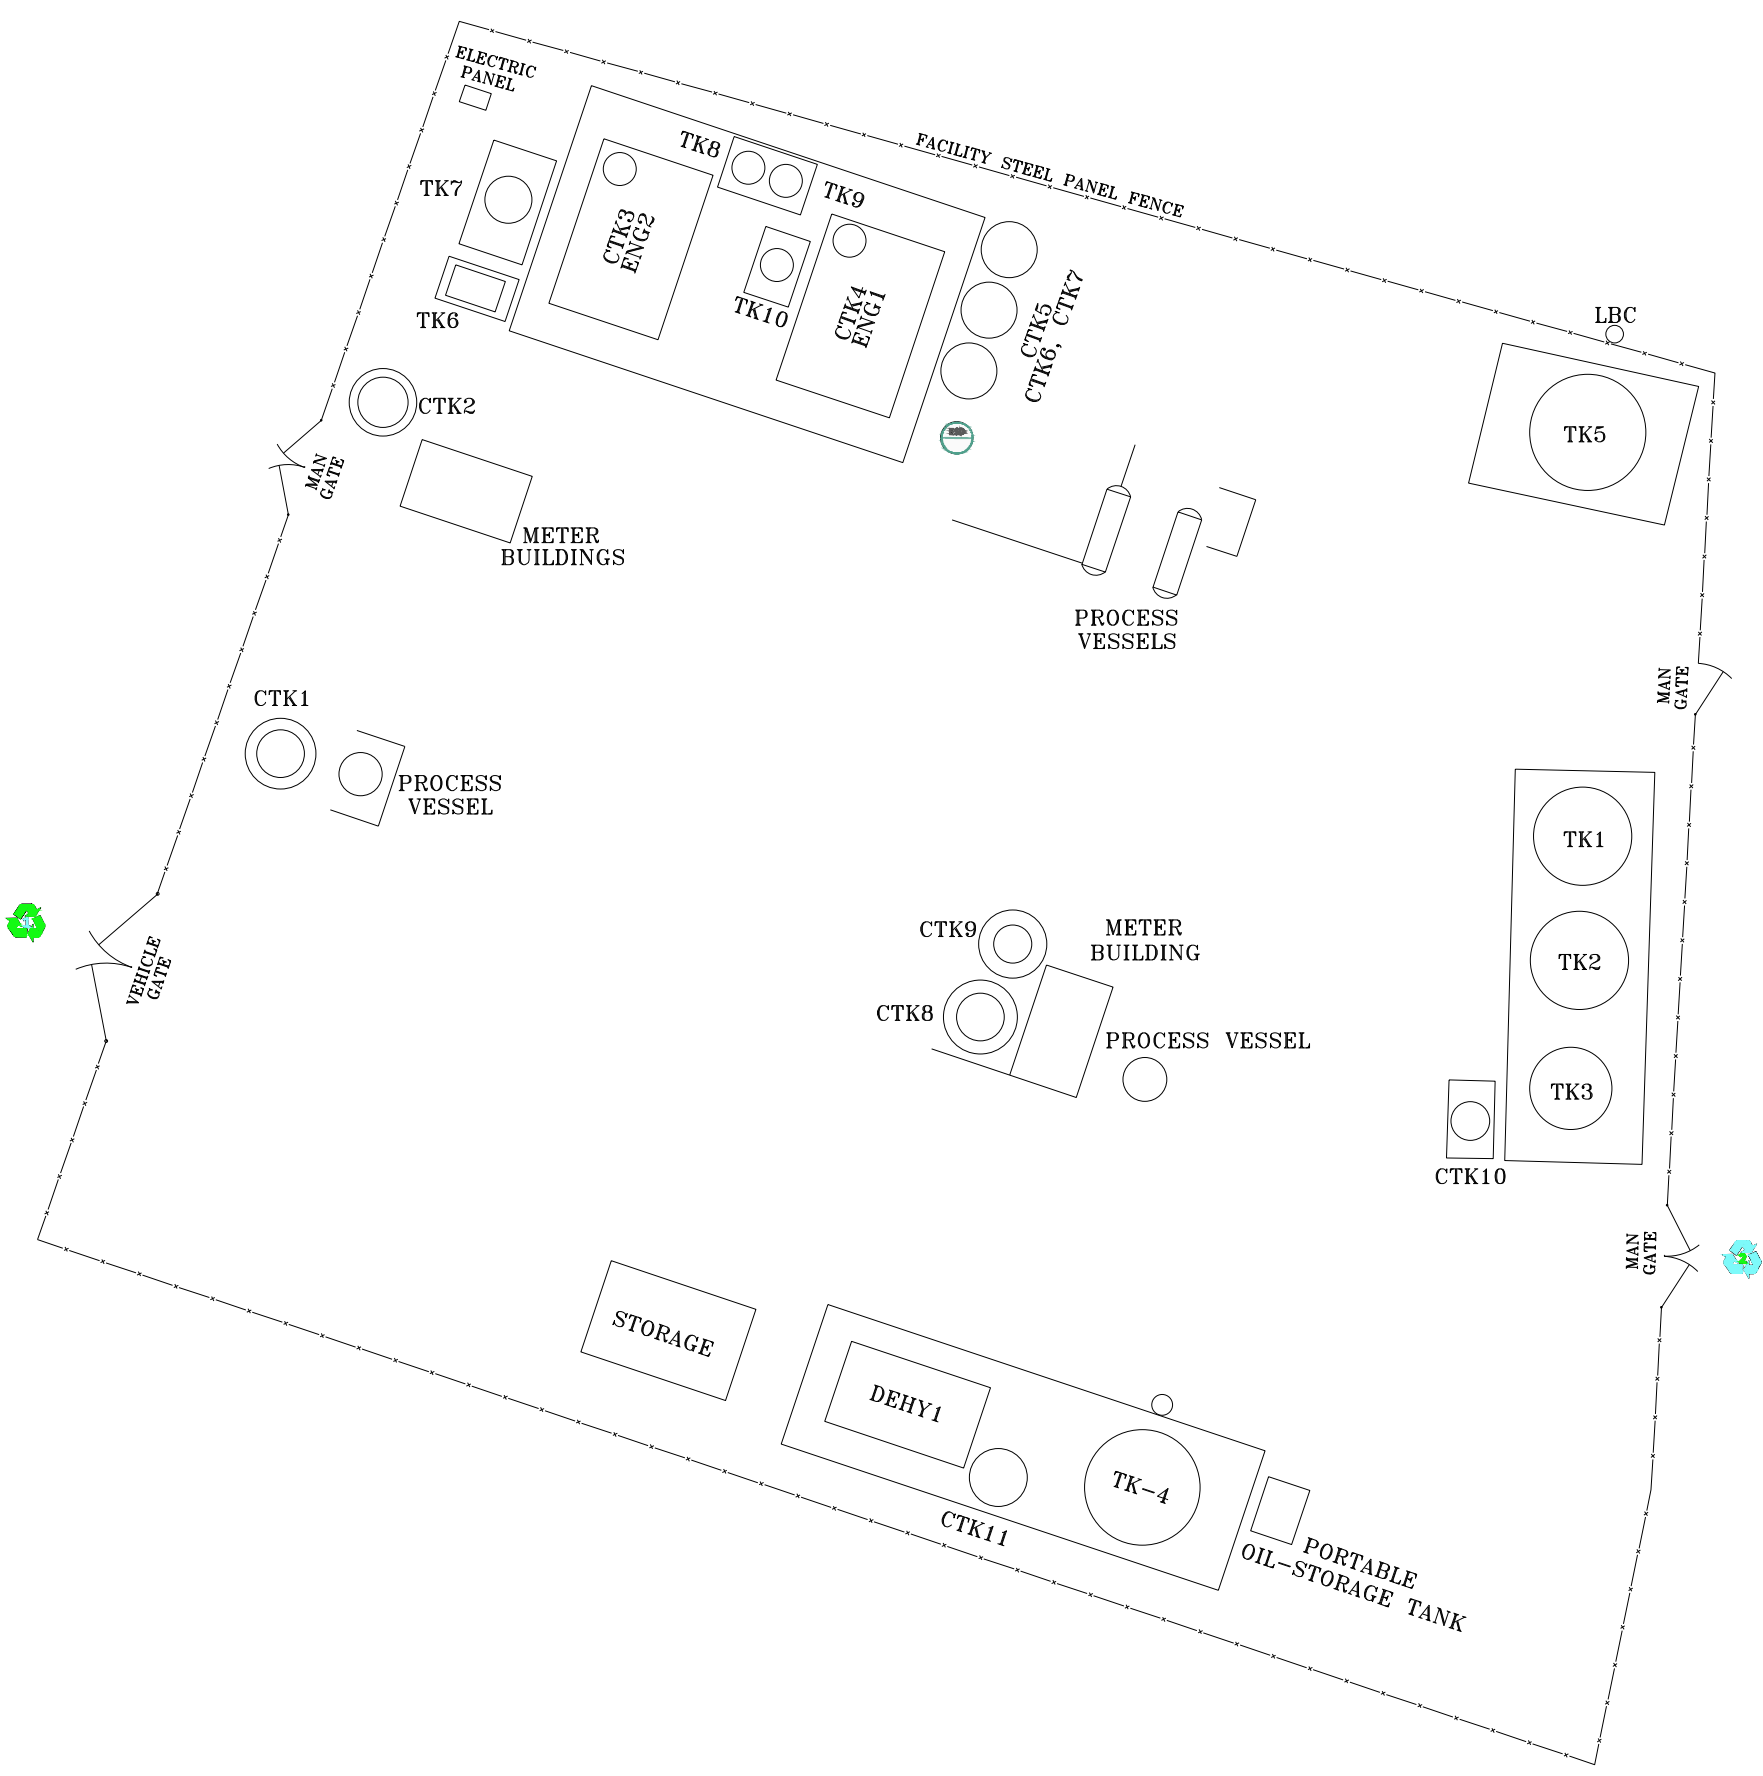 ELECTRIC
PANEL
FACILITY STEEL PANEL FENCE
TK8
TK7
TK9
CTK3
ENG2
TK10
CTK4
ENG1
CTK5
CTK6, CTK7
TK6
LBC
CTK2
TK5
MAN
GATE
METER
BUILDINGS
PROCESS
VESSELS
MAN
GATE
CTK1
PROCESS
VESSEL
TK1
CTK9
METER
BUILDING
TK2
VEHICLE
GATE
CTK8
PROCESS VESSEL
TK3
CTK10
MAN
GATE
2
STORAGE
DEHY1
TK-4
CTK11
PORTABLE
OIL-STORAGE TANK